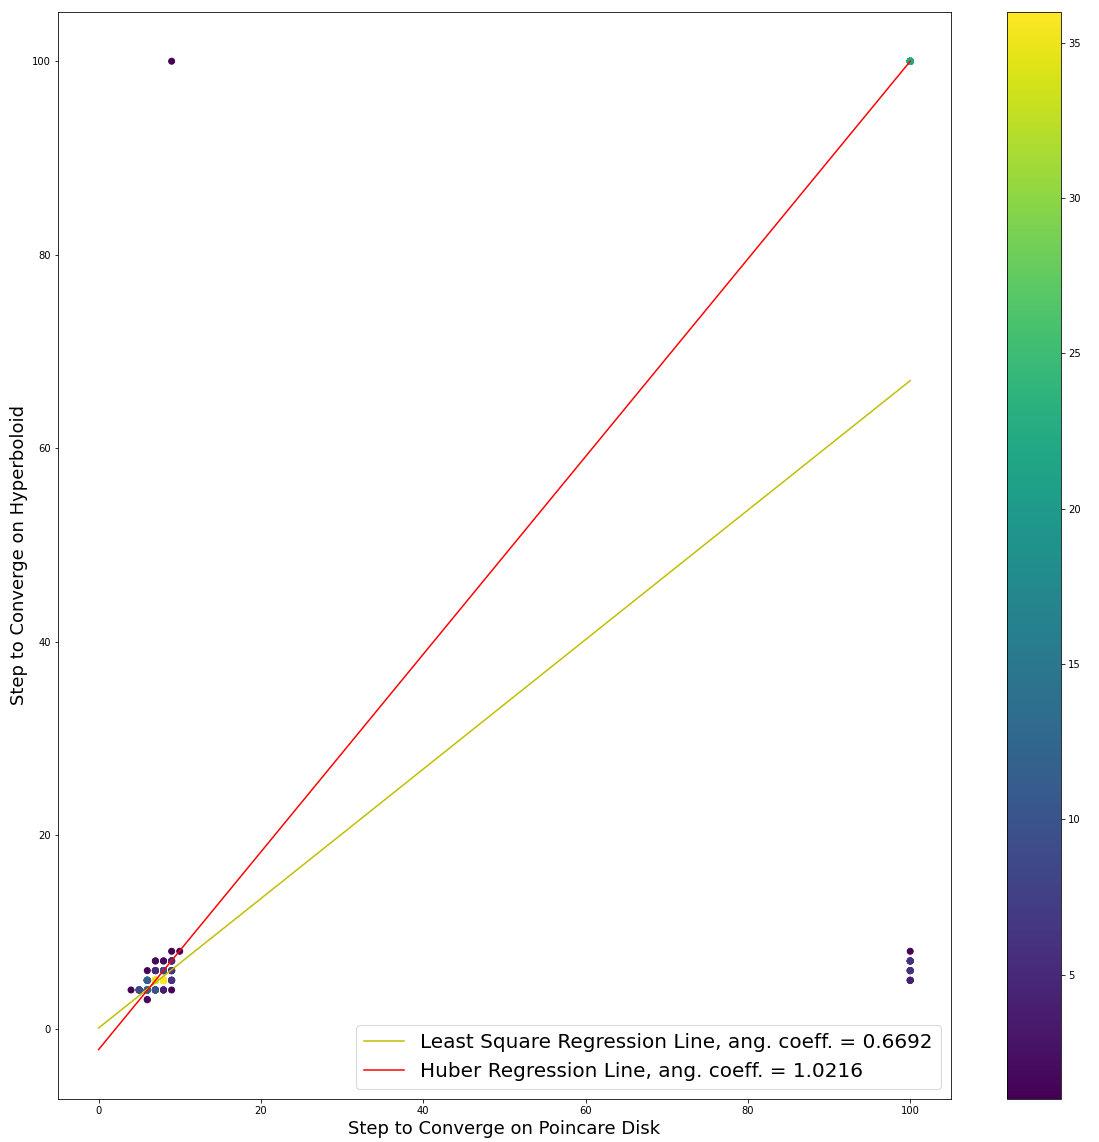 Step to Converge on Hyperboloid
100
80
60
40
20
0
0 20 40 60 80 100
Step to Converge on Poincare Disk
Least Square Regression Line, ang. coeff. = 0.6692
Huber Regression Line, ang. coeff. = 1.0216
35
30
25
20
15
10
5